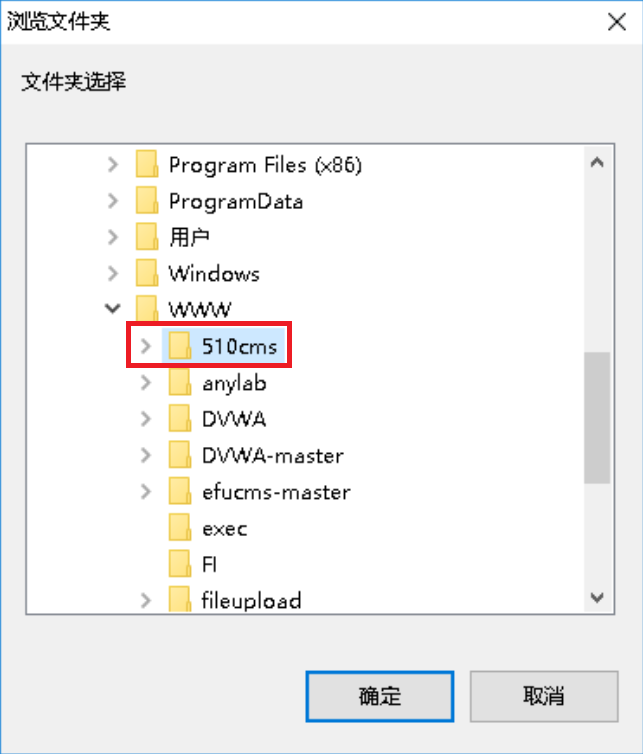 浏览文件夹
文件夹选择
Program Files (x86)
ProgramData
用户
Windows
WWW
510cms
anylab
DVWA
DVWA-master
efucms-master
exec
FI
fileupload
确定
取消